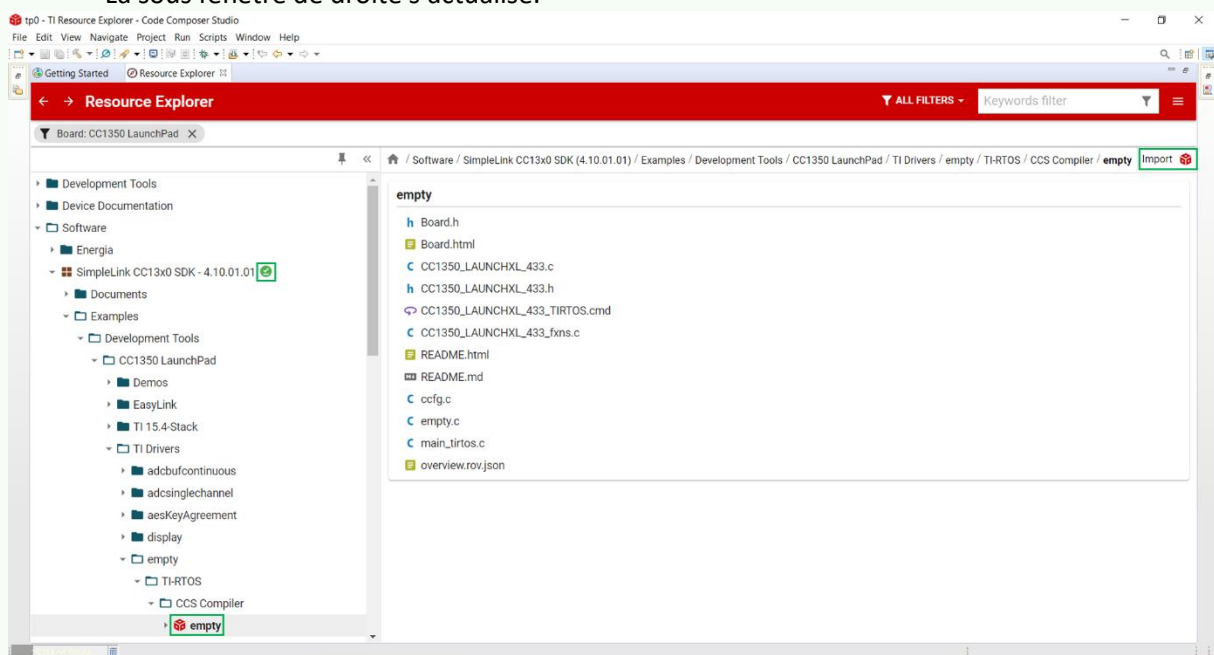 La sous fenêtre de droite s'actualise.
tp0 - TI Resource Explorer - Code Composer Studio
File Edit View Navigate Project Run Scripts Window Help
Getting Started Resource Explorer
Resource Explorer ALL FILTERS Keywords filter
Board: CC1350 LaunchPad X
/ Software / SimpleLink CC13x0 SDK (4.10.01.01) / Examples / Development Tools / CC1350 LaunchPad / TI Drivers / empty / TI-RTOS / CCS Compiler / empty Import
Development Tools
Device Documentation
Software
Energia
SimpleLink CC13x0 SDK - 4.10.01.01
Documents
Examples
Development Tools
CC1350 LaunchPad
Demos
EasyLink
TI 15.4-Stack
TI Drivers
adcbufcontinuous
adcsinglechannel
aesKeyAgreement
display
empty
TI-RTOS
CCS Compiler
empty
empty
h Board.h
Board.html
C CC1350_LAUNCHXL_433.c
h CC1350_LAUNCHXL_433.h
CC1350_LAUNCHXL_433_TIRTOS.cmd
C CC1350_LAUNCHXL_433_fxns.c
README.html
README.md
C ccfg.c
C empty.c
C main_tirtos.c
overview.rov.json